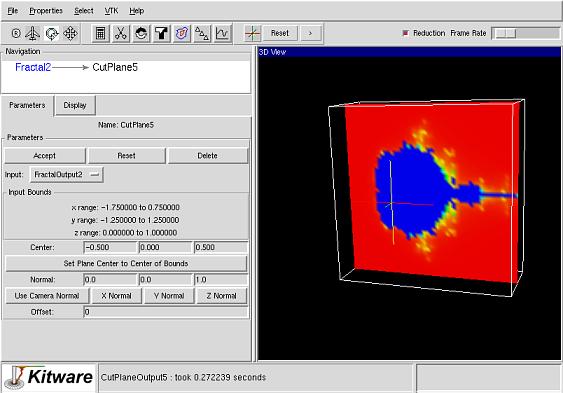 File Properties Select VTK Help
R Reset > Reduction Frame Rate
Navigation 3D View
Fractal2 CutPlane5
Parameters Display
Name: CutPlane5
Parameters
Accept Reset Delete
Input: FractalOutput2
Input Bounds
x range: -1.750000 to 0.750000
y range: -1.250000 to 1.250000
z range: 0.000000 to 1.000000
Center: -0.500 0.000 0.500
Set Plane Center to Center of Bounds
Normal: 0.0 0.0 1.0
Use Camera Normal X Normal Y Normal Z Normal
Offset: 0
Kitware CutPlaneOutput5 : took 0.272239 seconds